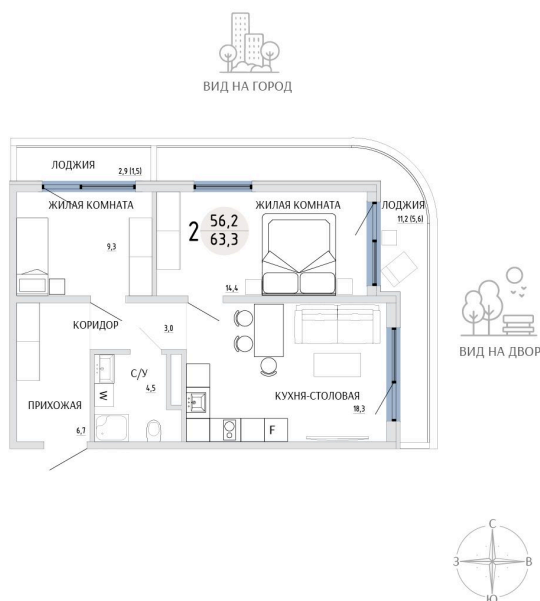 ВИД НА ГОРОД
ЛОДЖИЯ
2,9 (1,5)
ЖИЛАЯ КОМНАТА
9,3
ЖИЛАЯ КОМНАТА
14,4
2
56,2
63,3
ЛОДЖИЯ
11,2 (5,6)
ВИД НА ДВОР
КОРИДОР
3,0
С/У
4,5
W
ПРИХОЖАЯ
6,7
КУХНЯ-СТОЛОВАЯ
18,3
F
С
З
В
Ю